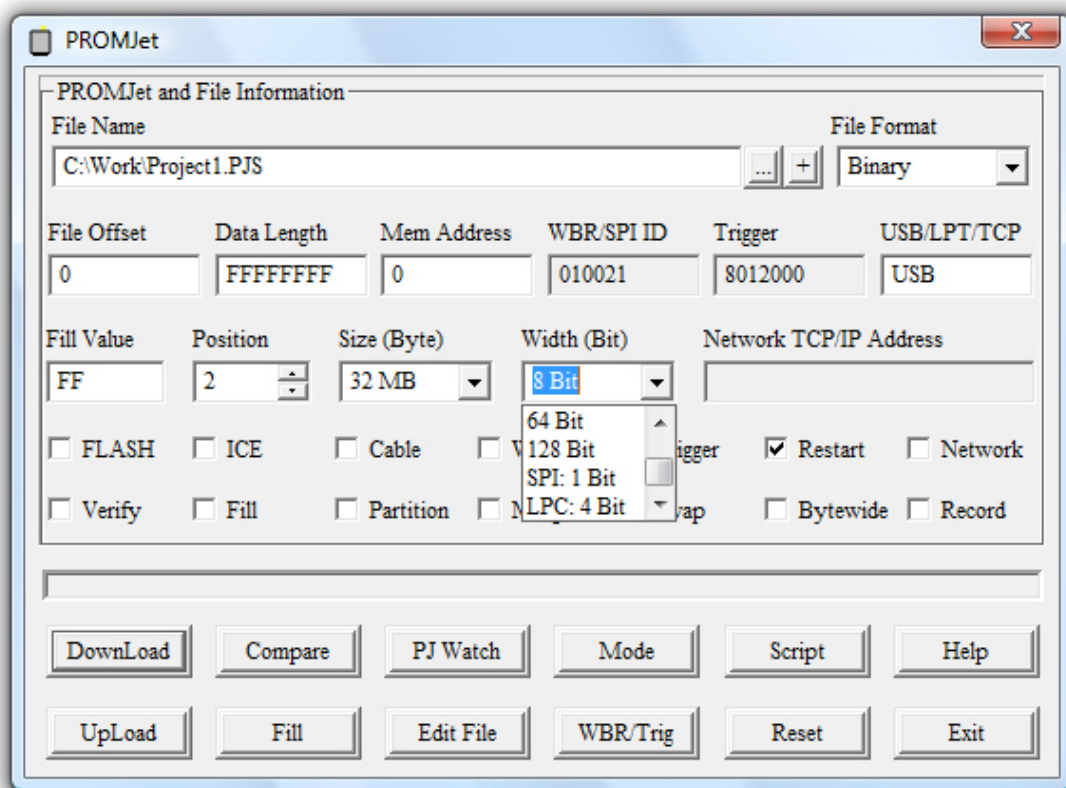 PROMJet
PROMJet and File Information
File Name
File Format
C:\Work\Project1.PJS
...
+
Binary
File Offset
Data Length
Mem Address
WBR/SPI ID
Trigger
USB/LPT/TCP
0
FFFFFFFF
0
010021
8012000
USB
Fill Value
Position
Size (Byte)
Width (Bit)
Network TCP/IP Address
FF
2
32 MB
8 Bit
64 Bit
128 Bit
SPI: 1 Bit
LPC: 4 Bit
FLASH
ICE
Cable
Restart
Network
Verify
Fill
Partition
Bytewide
Record
DownLoad
Compare
PJ Watch
Mode
Script
Help
UpLoad
Fill
Edit File
WBR/Trig
Reset
Exit